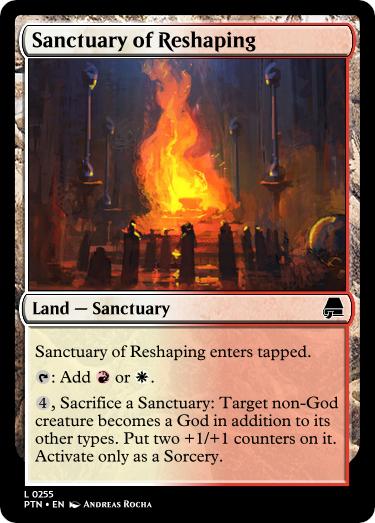 Sanctuary of Reshaping
Land — Sanctuary
Sanctuary of Reshaping enters tapped.
: Add or .
4, Sacrifice a Sanctuary: Target non-God
creature becomes a God in addition to its
other types. Put two +1/+1 counters on it.
Activate only as a Sorcery.
L 0255
PTN • EN Andreas Rocha